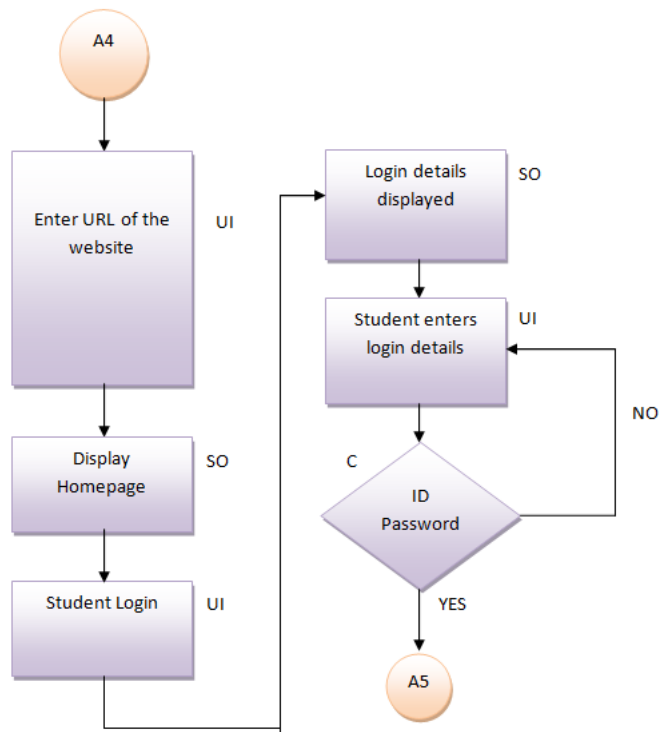 A4
Enter URL of the
website
UI
Display
Homepage
SO
Student Login
UI
Login details
displayed
SO
Student enters
login details
UI
NO
C
ID
Password
YES
A5